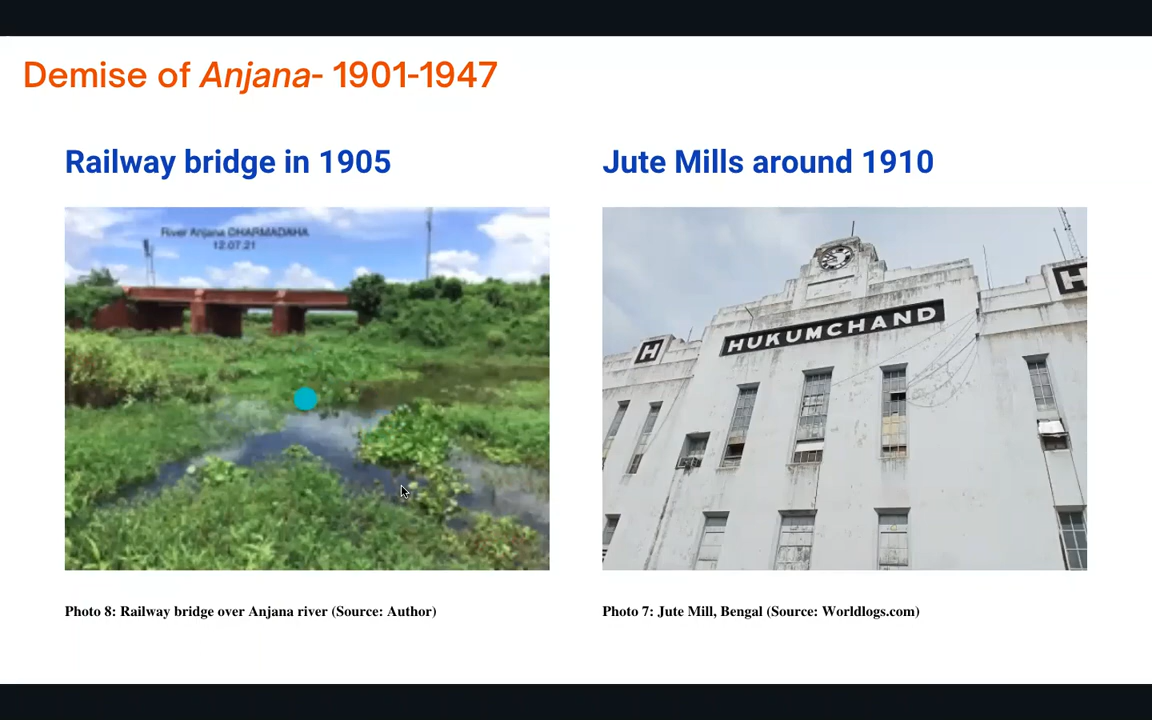 Demise of Anjana- 1901-1947
Railway bridge in 1905
River Anjana DHARMADAHA
12.07.21
Photo 8: Railway bridge over Anjana river (Source: Author)
Jute Mills around 1910
H
HUKUMCHAND
H
Photo 7: Jute Mill, Bengal (Source: Worldlogs.com)